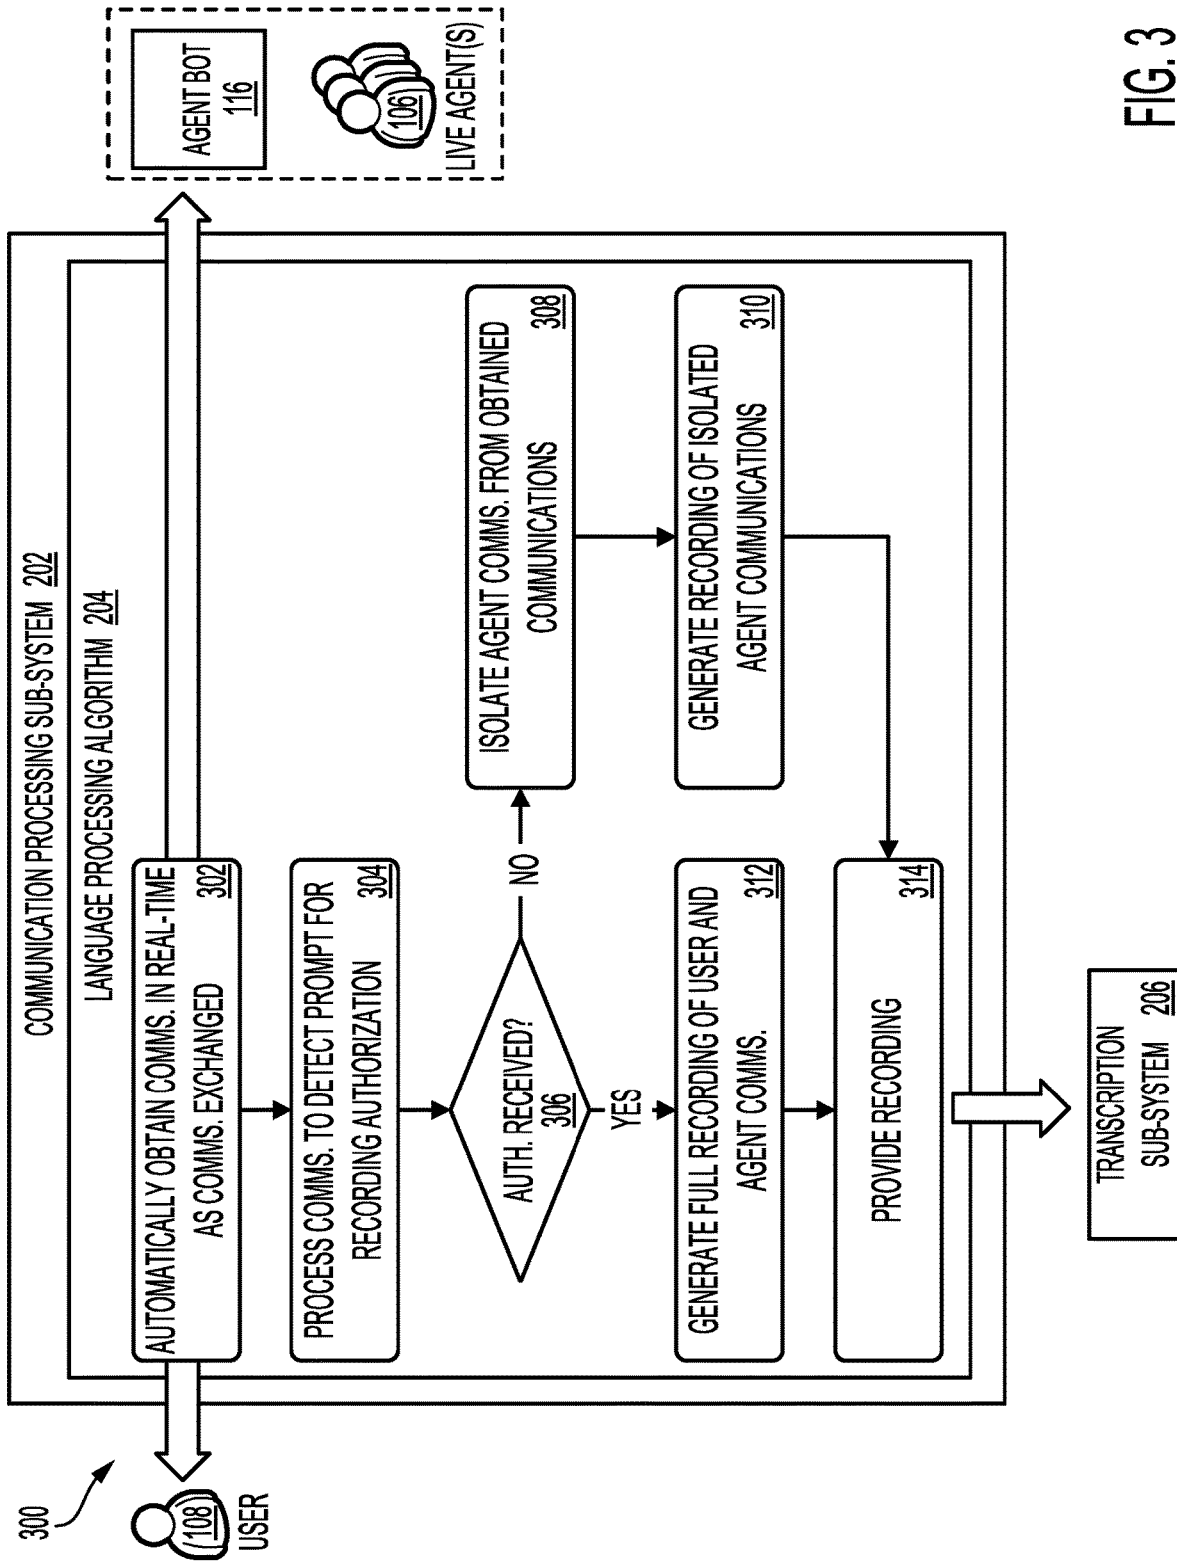 300
COMMUNICATION PROCESSING SUB-SYSTEM 202
LANGUAGE PROCESSING ALGORITHM 204
108
USER
AUTOMATICALLY OBTAIN COMMS. IN REAL-TIME
AS COMMS. EXCHANGED
302
AGENT BOT
116
106
LIVE AGENT(S)
PROCESS COMMS. TO DETECT PROMPT FOR
RECORDING AUTHORIZATION
304
AUTH. RECEIVED?
306
NO
YES
ISOLATE AGENT COMMS. FROM OBTAINED
COMMUNICATIONS
308
GENERATE RECORDING OF ISOLATED
AGENT COMMUNICATIONS
310
GENERATE FULL RECORDING OF USER AND
AGENT COMMS.
312
PROVIDE RECORDING
314
TRANSCRIPTION
SUB-SYSTEM 206
FIG. 3